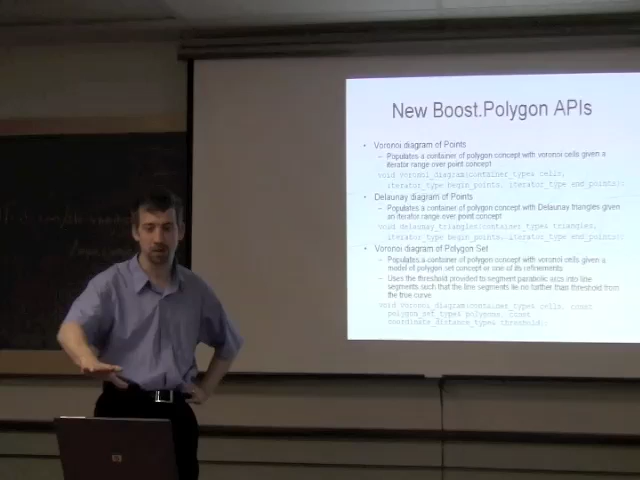 New Boost.Polygon APIs
• Voronoi diagram of Points
– Populates a container of polygon concept with voronoi cells given a
iterator range over point concept
void voronoi_diagram(container_type& cells,
iterator_type begin_points, iterator_type end_points);
• Delaunay diagram of Points
– Populates a container of polygon concept with Delaunay triangles given
an iterator range over point concept
void delaunay_triangles(container_type& triangles,
iterator_type begin_points, iterator_type end_points);
• Voronoi diagram of Polygon Set
– Populates a container of polygon concept with voronoi cells given a
model of polygon set concept or one of its refinements
– Uses the threshold provided to segment parabolic arcs into line
segments such that the line segments lie no farther than threshold from
the true curve
void voronoi_diagram(container_type& cells, const
polygon_set_type& polygons, const
coordinate_distance_type& threshold);
hp